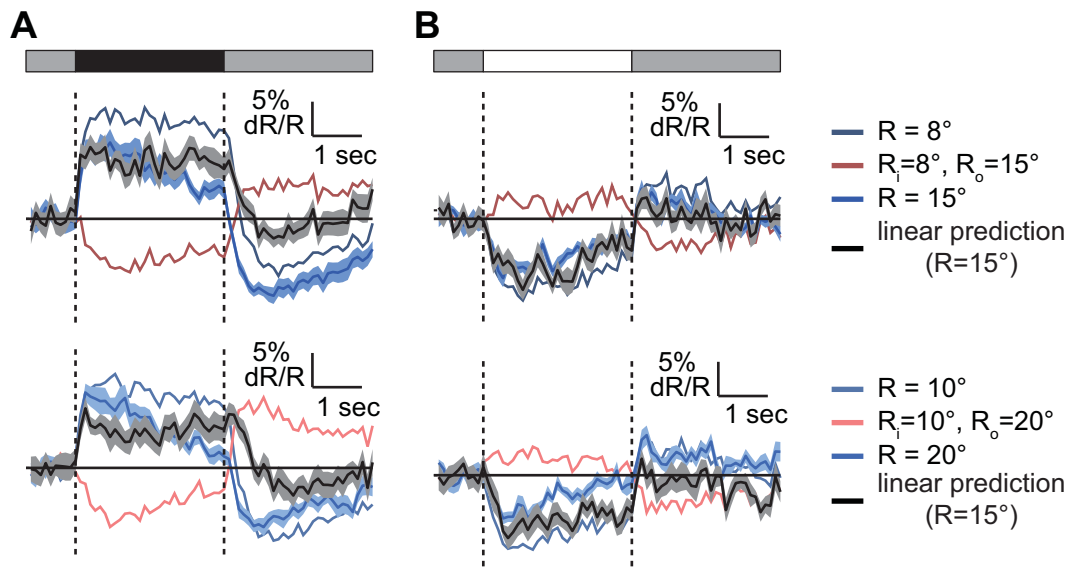 A
B
5%
dR/R
1 sec
5%
dR/R
1 sec
R = 8°
Ri=8°, Ro=15°
R = 15°
linear prediction
(R=15°)
5%
dR/R
1 sec
5%
dR/R
1 sec
R = 10°
Ri=10°, Ro=20°
R = 20°
linear prediction
(R=15°)